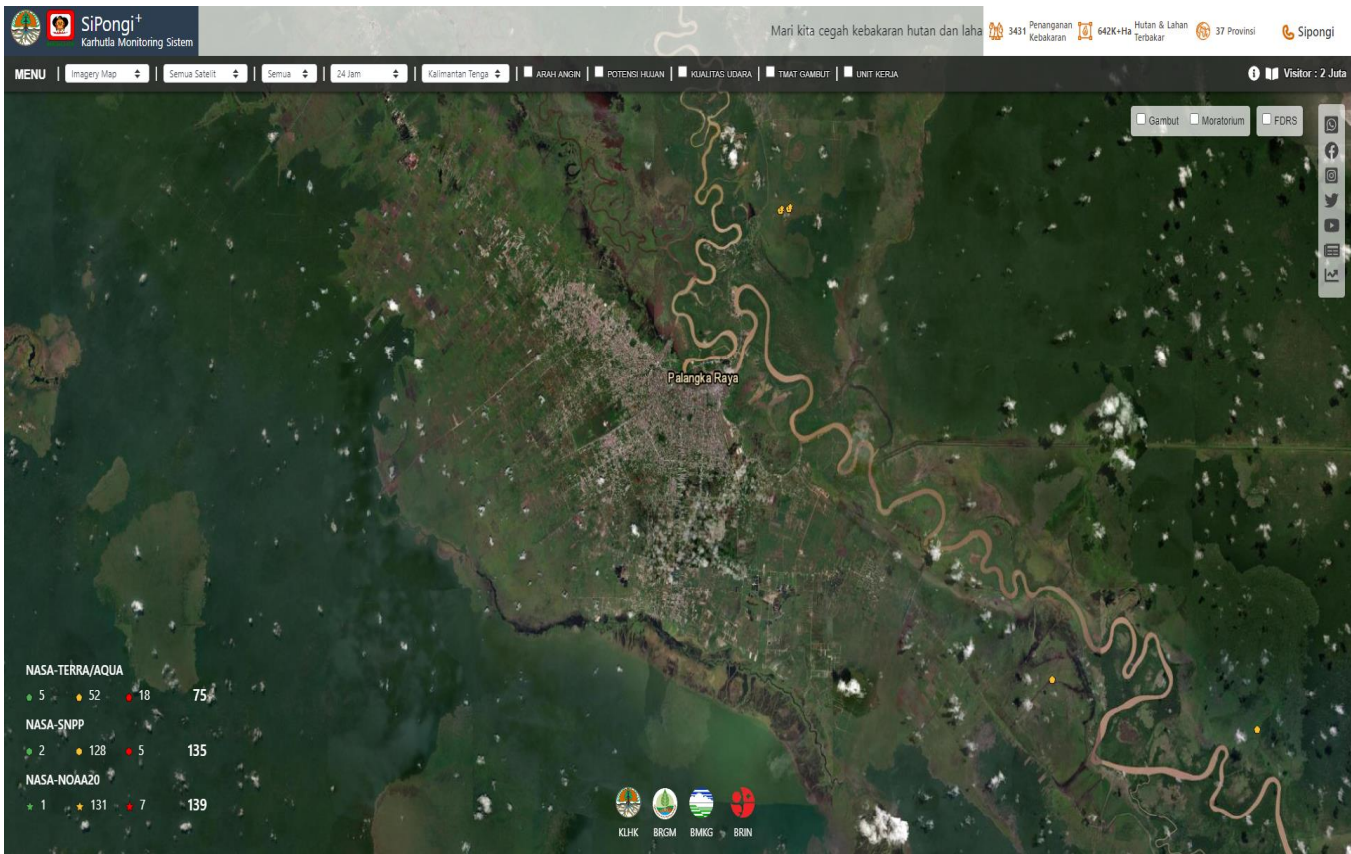 SiPongi+
Karhutla Monitoring Sistem
Mari kita cegah kebakaran hutan dan laha
3431 Penanganan Kebakaran
642K+Ha Hutan & Lahan Terbakar
37 Provinsi
Sipongi
MENU | Imagery Map | Semua Satelit | Semua | 24 Jam | Kalimantan Tenga | ARAH ANGIN | POTENSI HUJAN | KUALITAS UDARA | TMAT GAMBUT | UNIT KERJA
Visitor : 2 Juta
Gambut Moratorium FDRS
Palangka Raya
NASA-TERRA/AQUA
5 52 18 75
NASA-SNPP
2 128 5 135
NASA-NOAA20
1 131 7 139
KLHK BRGM BMKG BRIN